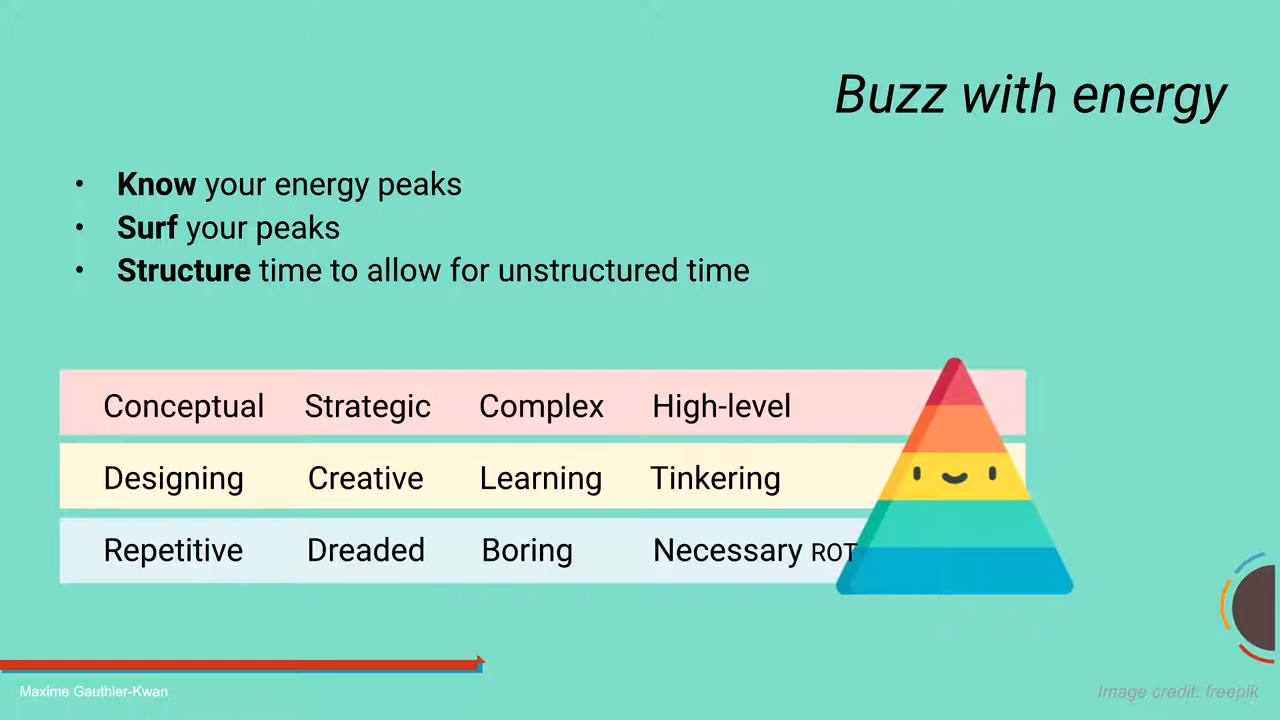 Buzz with energy
• Know your energy peaks
• Surf your peaks
• Structure time to allow for unstructured time
Conceptual Strategic Complex High-level
Designing Creative Learning Tinkering
Repetitive Dreaded Boring Necessary ROT
Maxime Gauthier-Kwan
Image credit: freepik